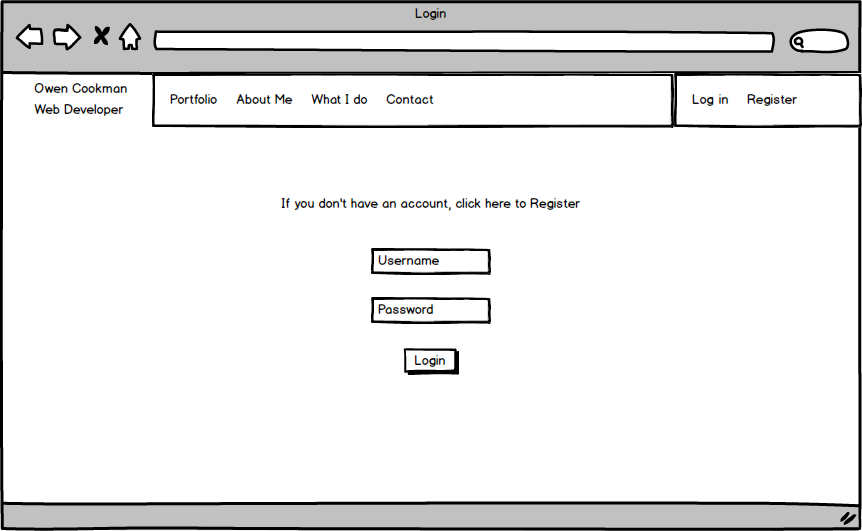 Login
Owen Cookman
Web Developer
Portfolio About Me What I do Contact
Log in Register
If you don't have an account, click here to Register
Username
Password
Login